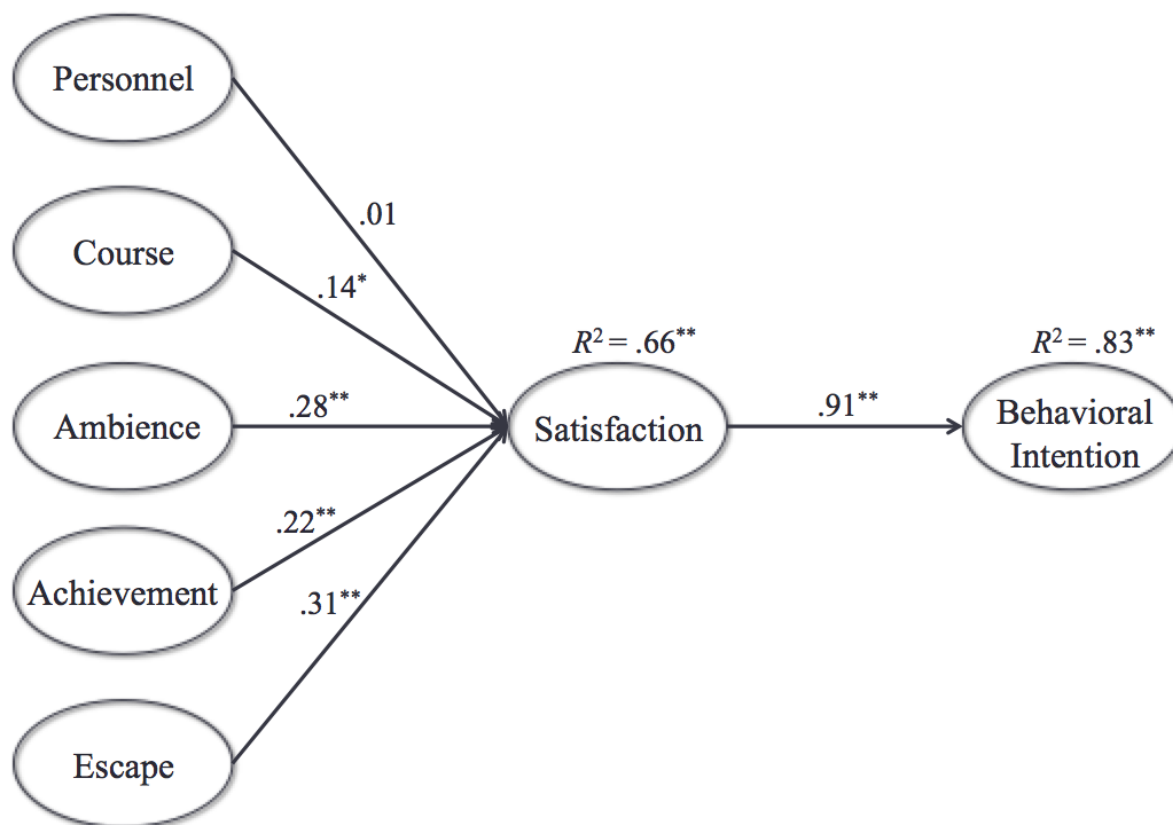 Personnel
.01
Course
.14*
R² = .66**
R² = .83**
Ambience
.28**
Satisfaction
.91**
Behavioral
Intention
.22**
Achievement
.31**
Escape